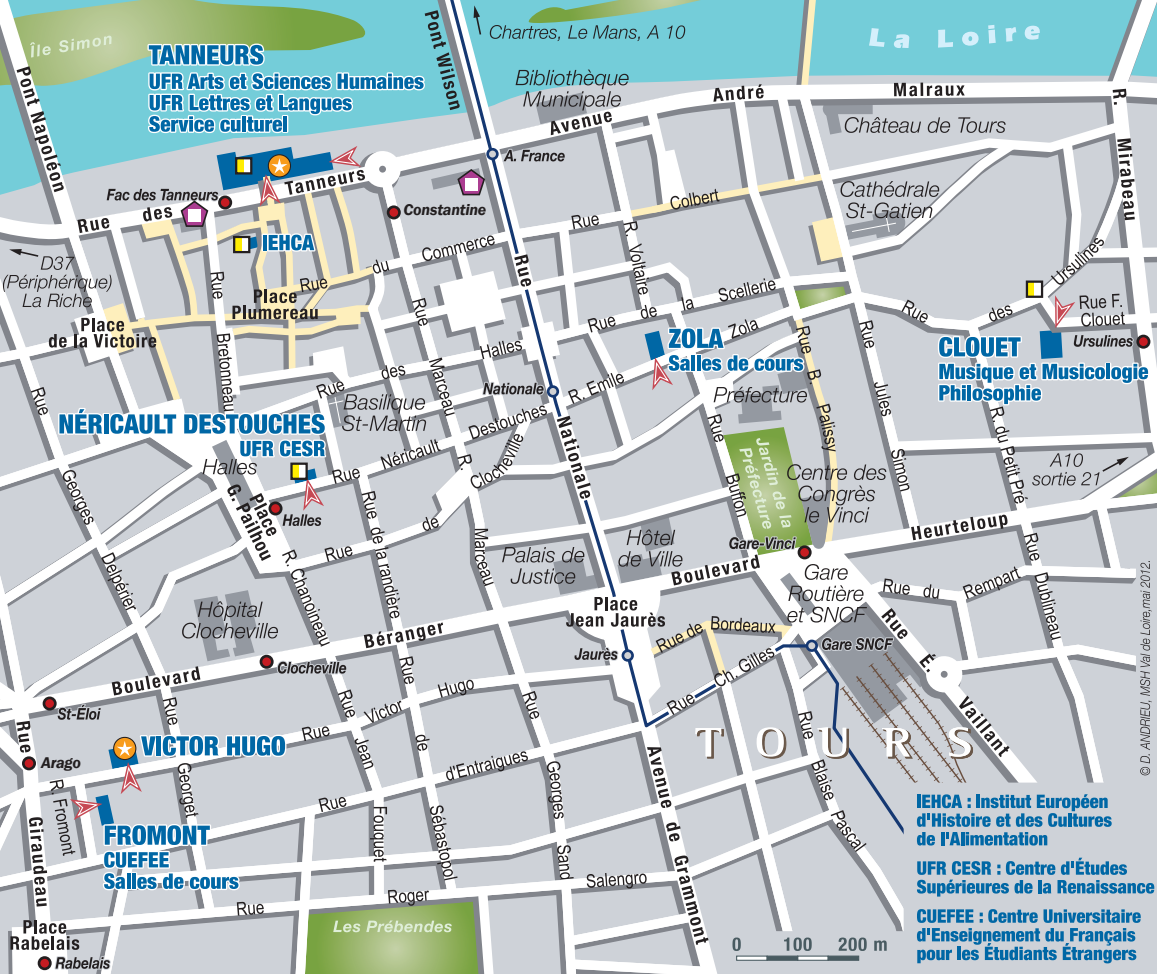 Île Simon
Pont Napoléon
TANNEURS
UFR Arts et Sciences Humaines
UFR Lettres et Langues
Service culturel
Pont Wilson
Chartres, Le Mans, A 10
La Loire
Bibliothèque
Municipale
Avenue
André
Malraux
R. Mirabeau
Château de Tours
A. France
Fac des Tanneurs
Rue des Tanneurs
Constantine
Cathédrale
St-Gatien
Rue Colbert
IEHCA
D37
(Périphérique)
La Riche
Rue du Commerce
Place
Plumereau
Place
de la Victoire
Rue Bretonneau
Rue Nationale
R. Voltaire
Rue de la Scellerie
Rue des Ursulines
Rue F.
Clouet
Ursulines
ZOLA
Salles de cours
R. Emile Zola
CLOUET
Musique et Musicologie
Philosophie
Rue des Halles
Rue Marceau
Nationale
Basilique
St-Martin
Préfecture
Rue B. Palissy
Rue Jules Simon
R. du Petit Pré
NÉRICAULT DESTOUCHES
UFR CESR
Rue Néricault Destouches
Halles
Place
G. Pailhou
Halles
Rue de Clocheville
R. Marceau
Rue de la randière
R. Chanoineau
Rue Georges Delpérier
Rue Buffon
Jardin de la
Préfecture
Centre des
Congrès
le Vinci
A10
sortie 21
Palais de
Justice
Hôtel
de Ville
Gare-Vinci
Boulevard Heurteloup
Gare
Routière
et SNCF
Rue du Rempart
Rue Dublineau
Hôpital
Clocheville
Place
Jean Jaurès
Rue de Bordeaux
Jaurès
Gare SNCF
Rue É. Vaillant
Boulevard Béranger
Clocheville
St-Éloi
Rue Ch. Gilles
Rue Victor Hugo
TOURS
VICTOR HUGO
Arago
Rue Giraudeau
R. Fromont
Rue Georget
Rue Jean Fouquet
Rue de Sébastopol
Rue d'Entraigues
Rue Georges Sand
Avenue de Grammont
Rue Blaise Pascal
FROMONT
CUEFEE
Salles de cours
Rue Roger Salengro
Les Prébendes
Place
Rabelais
Rabelais
0 100 200 m
IEHCA : Institut Européen
d'Histoire et des Cultures
de l'Alimentation
UFR CESR : Centre d'Études
Supérieures de la Renaissance
CUEFEE : Centre Universitaire
d'Enseignement du Français
pour les Étudiants Étrangers
© D. ANDRIEU, MSH Val de Loire, mai 2012.